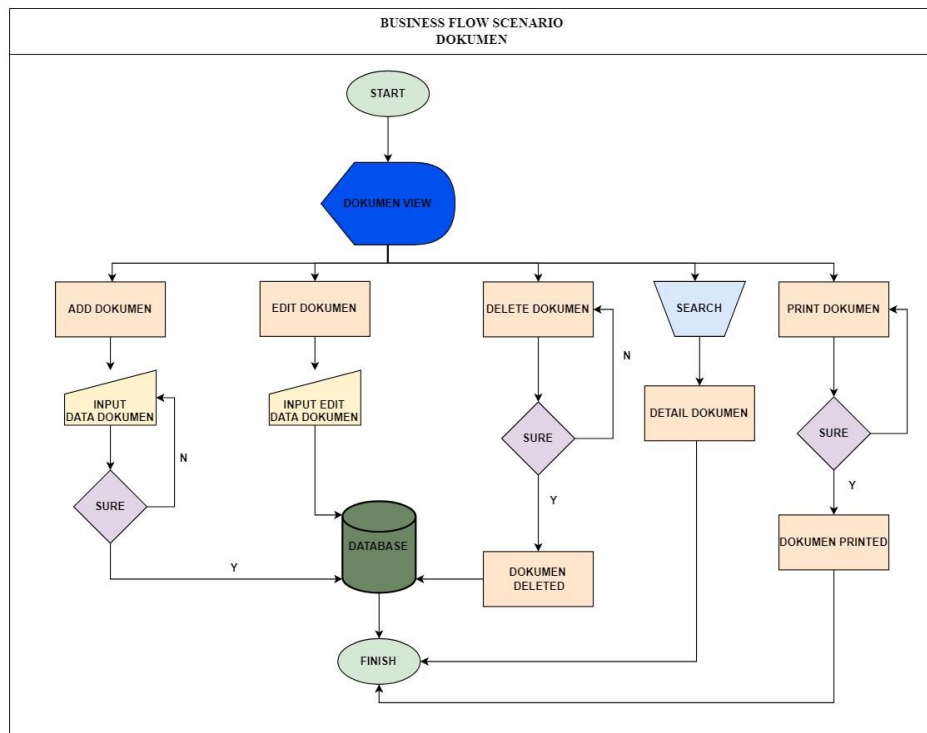 BUSINESS FLOW SCENARIO
DOKUMEN
START
DOKUMEN VIEW
ADD DOKUMEN
EDIT DOKUMEN
DELETE DOKUMEN
SEARCH
PRINT DOKUMEN
N
INPUT
DATA DOKUMEN
INPUT EDIT
DATA DOKUMEN
DETAIL DOKUMEN
SURE
SURE
N
SURE
Y
Y
DATABASE
DOKUMEN PRINTED
Y
DOKUMEN
DELETED
FINISH